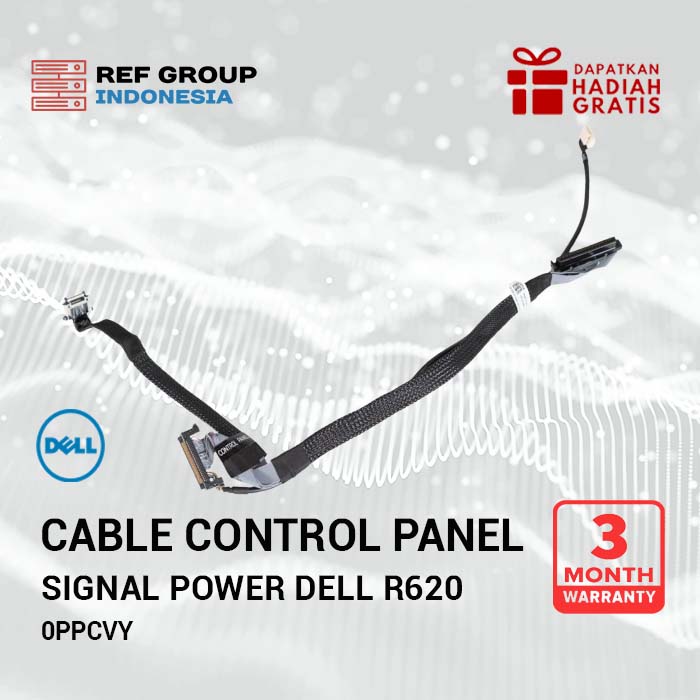 REF GROUP
INDONESIA
DAPATKAN
HADIAH
GRATIS
CONTROL PANEL
DELL
CABLE CONTROL PANEL
SIGNAL POWER DELL R620
0PPCVY
3
MONTH
WARRANTY